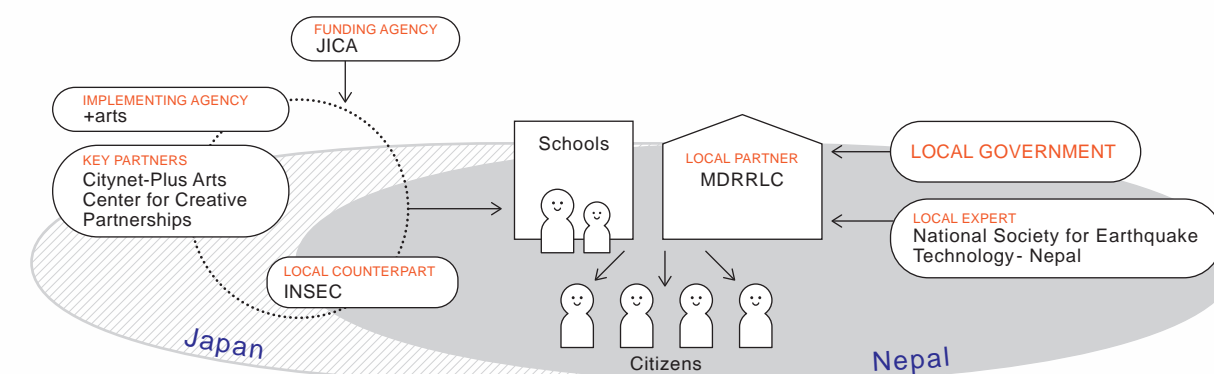 FUNDING AGENCY
JICA
IMPLEMENTING AGENCY
+arts
KEY PARTNERS
Citynet-Plus Arts
Center for Creative
Partnerships
LOCAL COUNTERPART
INSEC
Schools
LOCAL PARTNER
MDRRLC
LOCAL GOVERNMENT
LOCAL EXPERT
National Society for Earthquake
Technology - Nepal
Citizens
Japan
Nepal